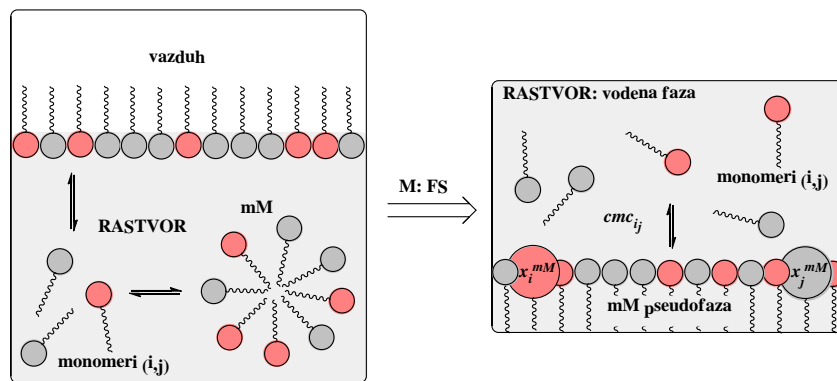 vazduh
RASTVOR
mM
monomeri (i,j)
M: FS
RASTVOR: vodena faza
monomeri (i,j)
cmc_ij
x_i^mM
x_j^mM
mM pseudofaza